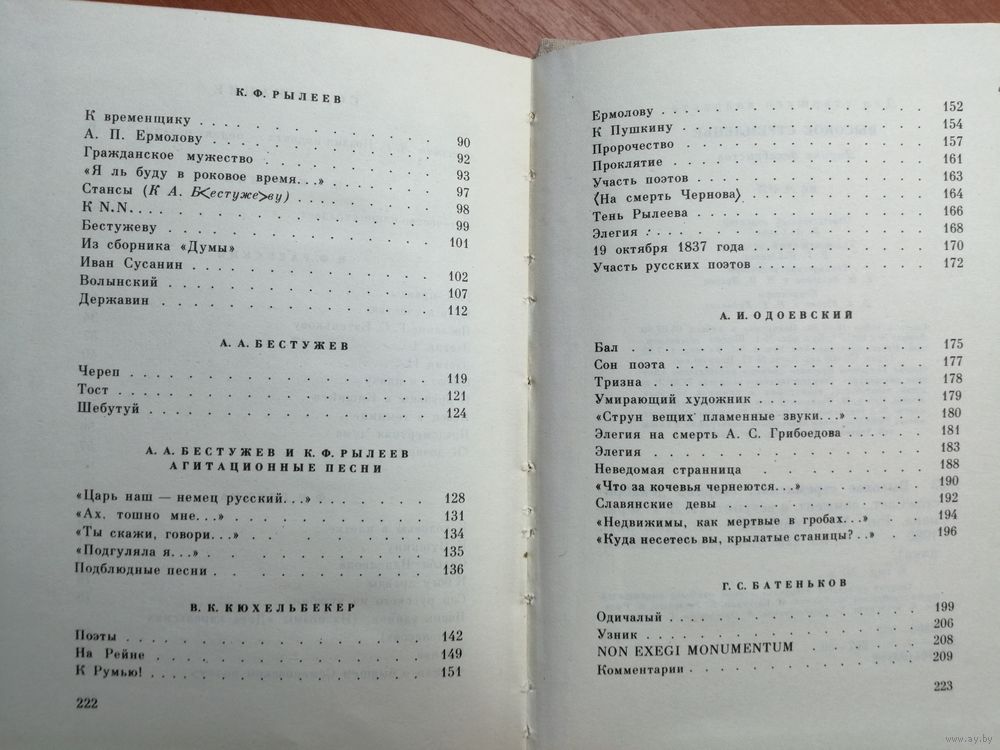 К. Ф. РЫЛЕЕВ
К временщику . . . . . . . . . . 90
А. П. Ермолову . . . . . . . . . . 92
Гражданское мужество . . . . . . . . 93
«Я ль буду в роковое время. . .» . . . . . . 97
Стансы (К А. Б<естуже>ву) . . . . . . . 98
К N.N. . . . . . . . . . . . . 99
Бестужеву . . . . . . . . . . . 101
Из сборника «Думы»
Иван Сусанин . . . . . . . . . . 102
Волынский . . . . . . . . . . . 107
Державин . . . . . . . . . . . 112
А. А. БЕСТУЖЕВ
Череп . . . . . . . . . . . . 119
Тост . . . . . . . . . . . . 121
Шебутуй . . . . . . . . . . . 124
А. А. БЕСТУЖЕВ И К. Ф. РЫЛЕЕВ
АГИТАЦИОННЫЕ ПЕСНИ
«Царь наш — немец русский. . .» . . . . . . 128
«Ах, тошно мне. . .» . . . . . . . . . 131
«Ты скажи, говори. . .» . . . . . . . . 134
«Подгуляла я. . .» . . . . . . . . . 135
Подблюдные песни . . . . . . . . . 136
В. К. КЮХЕЛЬБЕКЕР
Поэты . . . . . . . . . . . . 142
На Рейне . . . . . . . . . . . 149
К Румью! . . . . . . . . . . . 151
222
Ермолову . . . . . . . . . . . 152
К Пушкину . . . . . . . . . . . 154
Пророчество . . . . . . . . . . 157
Проклятие . . . . . . . . . . . 161
Участь поэтов . . . . . . . . . . 163
〈На смерть Чернова〉 . . . . . . . . 164
Тень Рылеева . . . . . . . . . . 166
Элегия . . . . . . . . . . . . 168
19 октября 1837 года . . . . . . . . 170
Участь русских поэтов . . . . . . . . 172
А. И. ОДОЕВСКИЙ
Бал . . . . . . . . . . . . . 175
Сон поэта . . . . . . . . . . . 177
Тризна . . . . . . . . . . . . 178
Умирающий художник . . . . . . . . 179
«Струн вещих пламенные звуки. . .» . . . . . 180
Элегия на смерть А. С. Грибоедова . . . . . 181
Элегия . . . . . . . . . . . . 183
Неведомая странница . . . . . . . . 188
«Что за кочевья чернеются. . .» . . . . . . 190
Славянские девы . . . . . . . . . 192
«Недвижимы, как мертвые в гробах. . .» . . . 194
«Куда несетесь вы, крылатые станицы? . .» . . 196
Г. С. БАТЕНЬКОВ
Одичалый . . . . . . . . . . . 199
Узник . . . . . . . . . . . . 206
NON EXEGI MONUMENTUM . . . . . . 208
Комментарии . . . . . . . . . . 209
223
www.ay.by